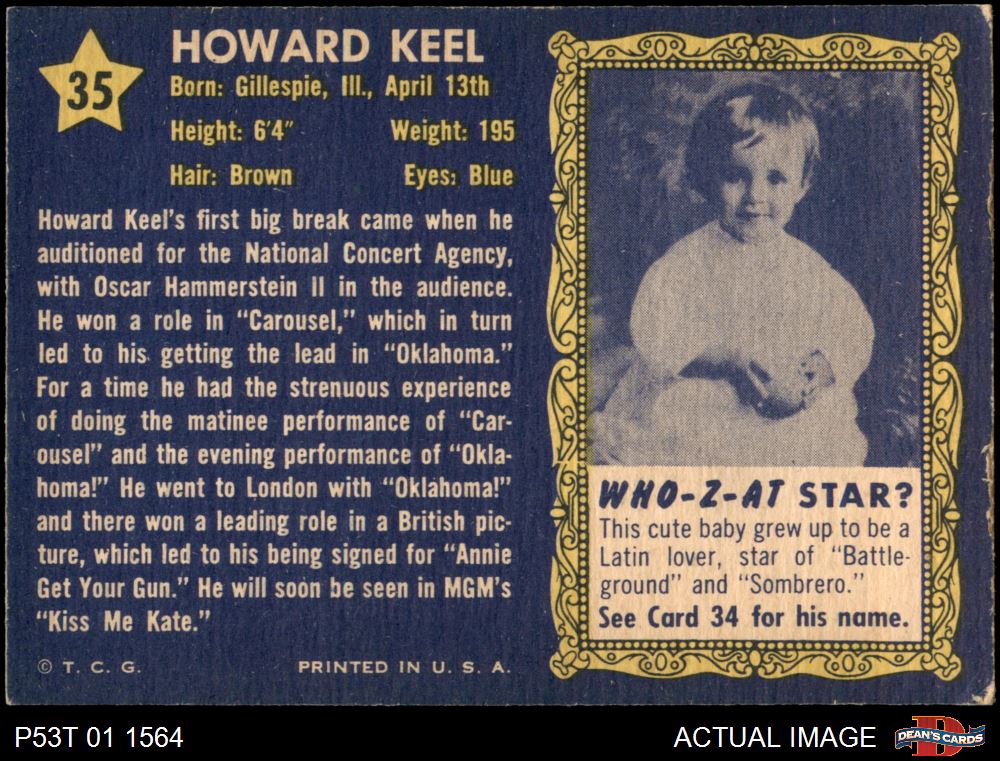 35
HOWARD KEEL
Born: Gillespie, Ill., April 13th
Height: 6'4" Weight: 195
Hair: Brown Eyes: Blue
Howard Keel's first big break came when he
auditioned for the National Concert Agency,
with Oscar Hammerstein II in the audience.
He won a role in "Carousel," which in turn
led to his getting the lead in "Oklahoma."
For a time he had the strenuous experience
of doing the matinee performance of "Car-
ousel" and the evening performance of "Okla-
homa!" He went to London with "Oklahoma!"
and there won a leading role in a British pic-
ture, which led to his being signed for "Annie
Get Your Gun." He will soon be seen in MGM's
"Kiss Me Kate."
© T. C. G. PRINTED IN U. S. A.
WHO-Z-AT STAR?
This cute baby grew up to be a
Latin lover, star of "Battle-
ground" and "Sombrero."
See Card 34 for his name.
P53T 01 1564
ACTUAL IMAGE
D
DEAN'S CARDS